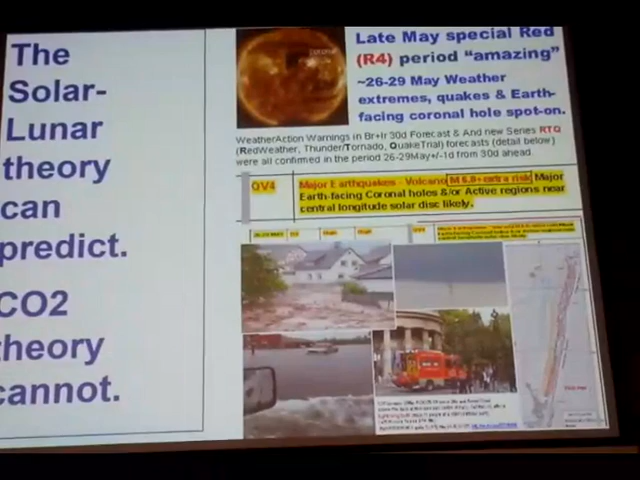 The
Solar-
Lunar
theory
can
predict.
CO2
theory
cannot.
Late May special Red
(R4) period “amazing”
~26-29 May Weather
extremes, quakes & Earth-
facing coronal hole spot-on.
WeatherAction Warnings in Br+Ir 30d Forecast & And new Series RTQ
(RedWeather, Thunder/Tornado, QuakeTrial) forecasts (detail below)
were all confirmed in the period 26-29May+/-1d from 30d ahead.
QV4
Major Earthquakes - Volcano M 6.0+extra risk Major
Earth-facing Coronal holes &/or Active regions near
central longitude solar disc likely.